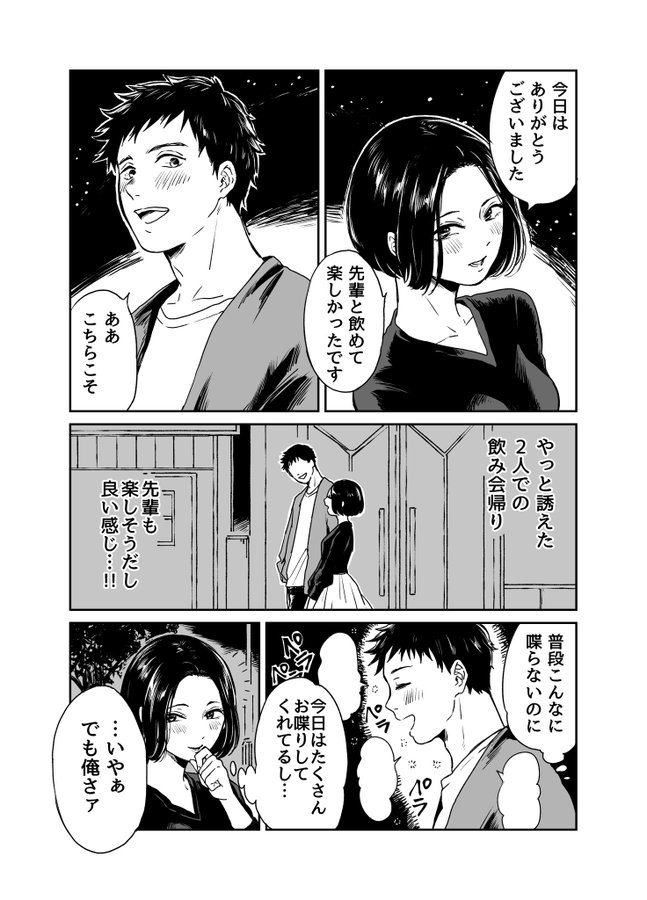 今日は
ありがとう
ございました
先輩と飲めて
楽しかったです
ああ
こちらこそ
やっと誘えた
2人での
飲み会帰り
先輩も
楽しそうだし
良い感じ…!!
普段こんなに
喋らないのに
ペラ
ペラ
ペラ
ペラ
今日はたくさん
お喋りして
くれてるし…
…いやぁ
でも俺さァ